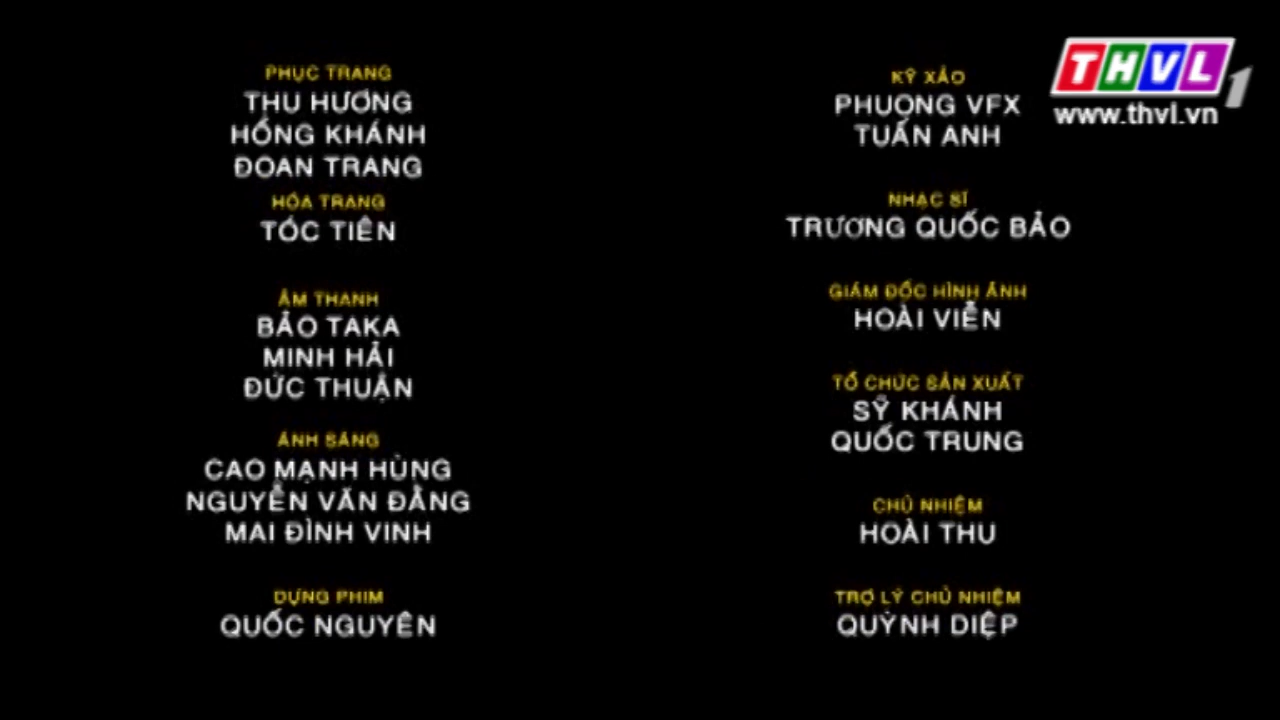 PHỤC TRANG
THU HƯƠNG
HỒNG KHÁNH
ĐOAN TRANG
HÓA TRANG
TÓC TIÊN
ÂM THANH
BẢO TAKA
MINH HẢI
ĐỨC THUẬN
ÁNH SÁNG
CAO MẠNH HÙNG
NGUYỄN VĂN ĐẰNG
MAI ĐÌNH VINH
DỰNG PHIM
QUỐC NGUYÊN
KỸ XẢO
PHƯƠNG VFX
TUẤN ANH
NHẠC SĨ
TRƯƠNG QUỐC BẢO
GIÁM ĐỐC HÌNH ẢNH
HOÀI VIỄN
TỔ CHỨC SẢN XUẤT
SỸ KHÁNH
QUỐC TRUNG
CHỦ NHIỆM
HOÀI THU
TRỢ LÝ CHỦ NHIỆM
QUỲNH DIỆP
THVL 1
www.thvl.vn